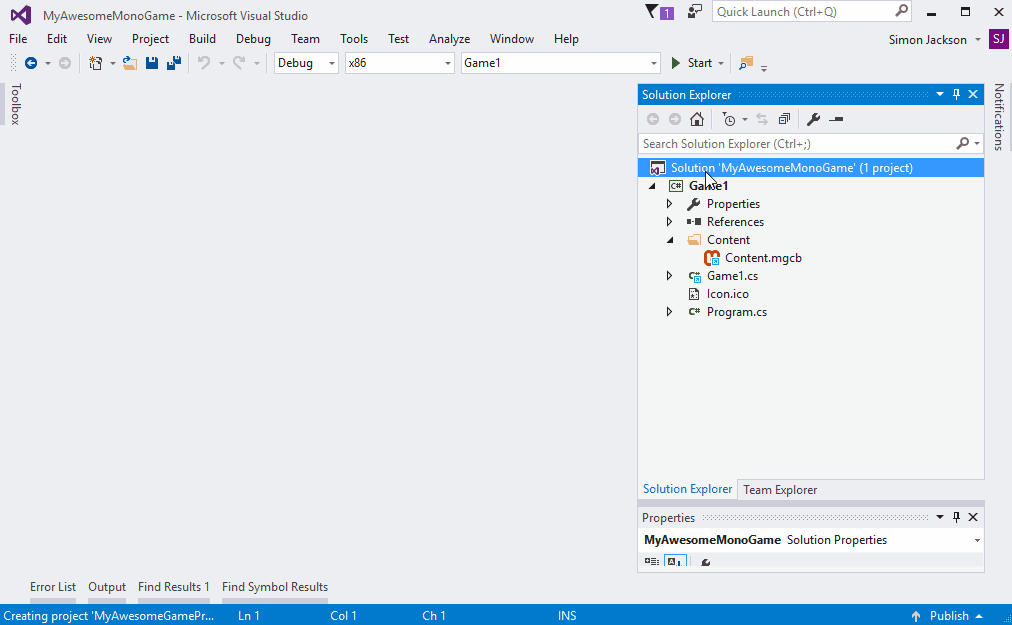 MyAwesomeMonoGame - Microsoft Visual Studio
1
Quick Launch (Ctrl+Q)
File Edit View Project Build Debug Team Tools Test Analyze Window Help
Simon Jackson
SJ
Debug x86 Game1 Start
Toolbox
Solution Explorer
Notifications
Search Solution Explorer (Ctrl+;)
Solution 'MyAwesomeMonoGame' (1 project)
C# Game1
Properties
References
Content
Content.mgcb
C# Game1.cs
Icon.ico
C# Program.cs
Solution Explorer Team Explorer
Properties
MyAwesomeMonoGame Solution Properties
Error List Output Find Results 1 Find Symbol Results
Creating project 'MyAwesomeGamePr... Ln 1 Col 1 Ch 1 INS Publish